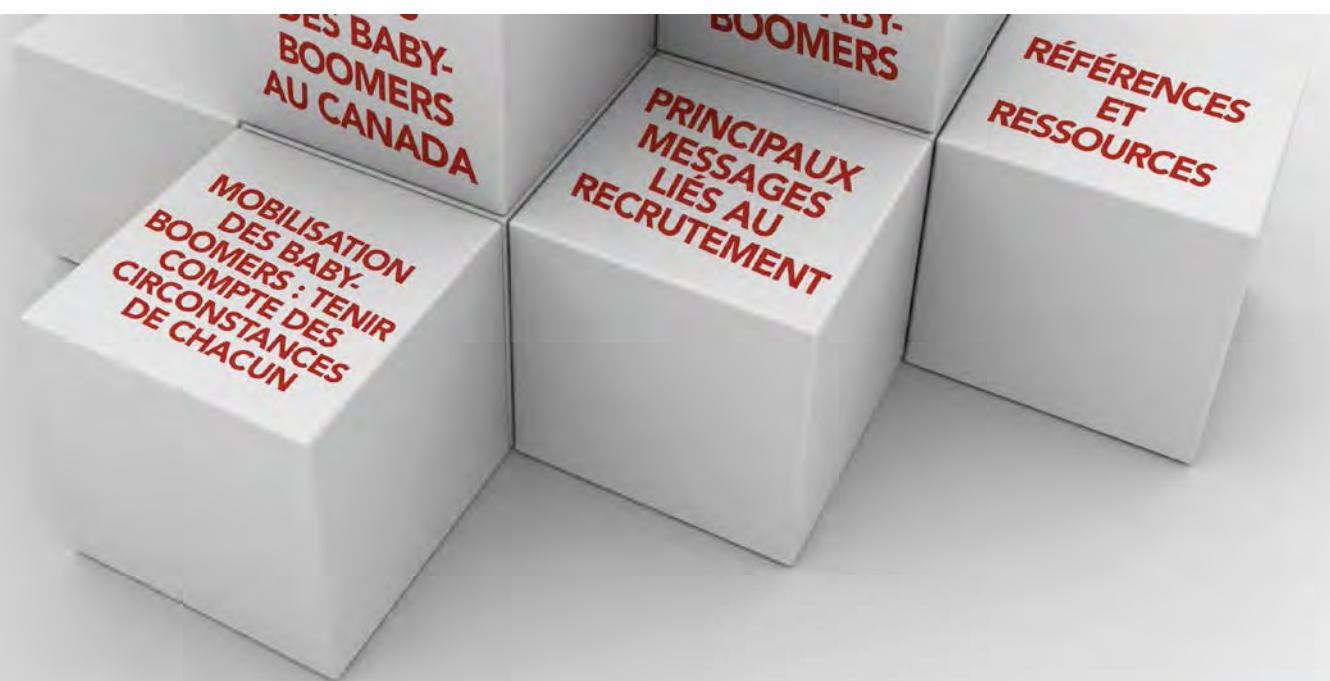 DES BABY-
BOOMERS
AU CANADA
BOOMERS
RÉFÉRENCES
ET
RESSOURCES
PRINCIPAUX
MESSAGES
LIÉS AU
RECRUTEMENT
MOBILISATION
DES BABY-
BOOMERS : TENIR
COMPTE DES
CIRCONSTANCES
DE CHACUN